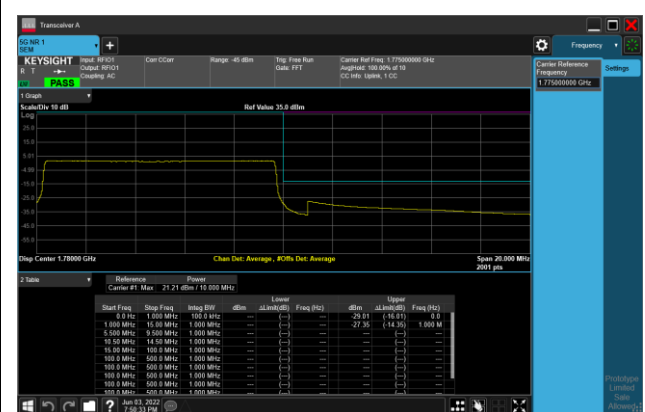 Transceiver A
5G NR 1
SEM
Frequency
KEYSIGHT
R T
PASS
Input: RFIO1
Output: RFIO1
Coupling: AC
Corr CCorr
Range: -45 dBm
Trig: Free Run
Gate: FFT
Carrier Ref Freq: 1.775000000 GHz
Avg|Hold: 100.00% of 10
CC Info: Uplink, 1 CC
Carrier Reference
Frequency
1.775000000 GHz
Settings
1 Graph
Scale/Div 10 dB
Ref Value 35.0 dBm
Log
25.0
15.0
5.01
-4.99
-15.0
-25.0
-35.0
-45.0
-55.0
Disp Center 1.78000 GHz
Chan Det: Average, #Offs Det: Average
Span 20.000 MHz
2001 pts
2 Table
Reference Power
Carrier #1 Max 21.21 dBm / 10.000 MHz
Lower Upper
Start Freq Stop Freq Integ BW dBm ΔLimit(dB) Freq (Hz) dBm ΔLimit(dB) Freq (Hz)
0.0 Hz 1.000 MHz 100.0 kHz --- (---) --- -29.01 (-16.01) 0.0
1.000 MHz 15.00 MHz 1.000 MHz --- (---) --- -27.35 (-14.35) 1.000 M
5.500 MHz 9.500 MHz 1.000 MHz --- (---) --- --- (---) ---
10.50 MHz 14.50 MHz 1.000 MHz --- (---) --- --- (---) ---
15.00 MHz 100.0 MHz 1.000 MHz --- (---) --- --- (---) ---
100.0 MHz 500.0 MHz 1.000 MHz --- (---) --- --- (---) ---
100.0 MHz 500.0 MHz 1.000 MHz --- (---) --- --- (---) ---
100.0 MHz 500.0 MHz 1.000 MHz --- (---) --- --- (---) ---
100.0 MHz 500.0 MHz 1.000 MHz --- (---) --- --- (---) ---
100.0 MHz 500.0 MHz 1.000 MHz --- (---) --- --- (---) ---
Jun 03, 2022
7:50:33 PM
Prototype
Limited
Sale
Allowed